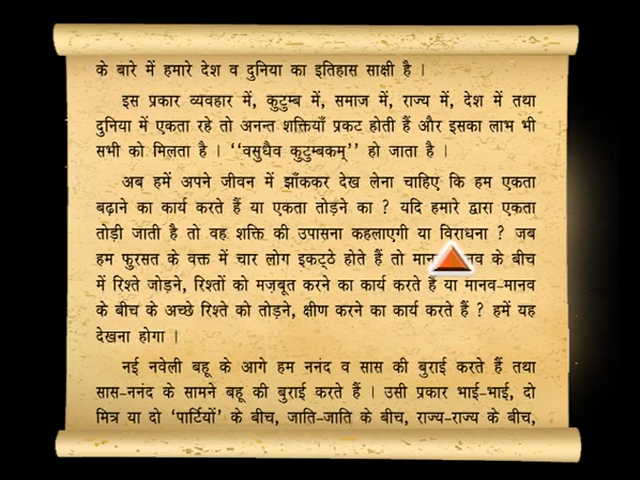 के बारे में हमारे देश व दुनिया का इतिहास साक्षी है ।
इस प्रकार व्यवहार में, कुटुम्ब में, समाज में, राज्य में, देश में तथा
दुनिया में एकता रहे तो अनन्त शक्तियाँ प्रकट होती हैं और इसका लाभ भी
सभी को मिलता है । ‘‘वसुधैव कुटुम्बकम्’’ हो जाता है ।
अब हमें अपने जीवन में झाँककर देख लेना चाहिए कि हम एकता
बढ़ाने का कार्य करते हैं या एकता तोड़ने का ? यदि हमारे द्वारा एकता
तोड़ी जाती है तो वह शक्ति की उपासना कहलाएगी या विराधना ? जब
हम फुरसत के वक्त में चार लोग इकट्ठे होते हैं तो के बीच
में रिश्ते जोड़ने, रिश्तों को मज़बूत करने का कार्य करते हैं या मानव-मानव
के बीच के अच्छे रिश्ते को तोड़ने, क्षीण करने का कार्य करते हैं ? हमें यह
देखना होगा ।
नई नवेली बहू के आगे हम ननंद व सास की बुराई करते हैं तथा
सास-ननंद के सामने बहू की बुराई करते हैं । उसी प्रकार भाई-भाई, दो
मित्र या दो ‘पार्टियों’ के बीच, जाति-जाति के बीच, राज्य-राज्य के बीच,